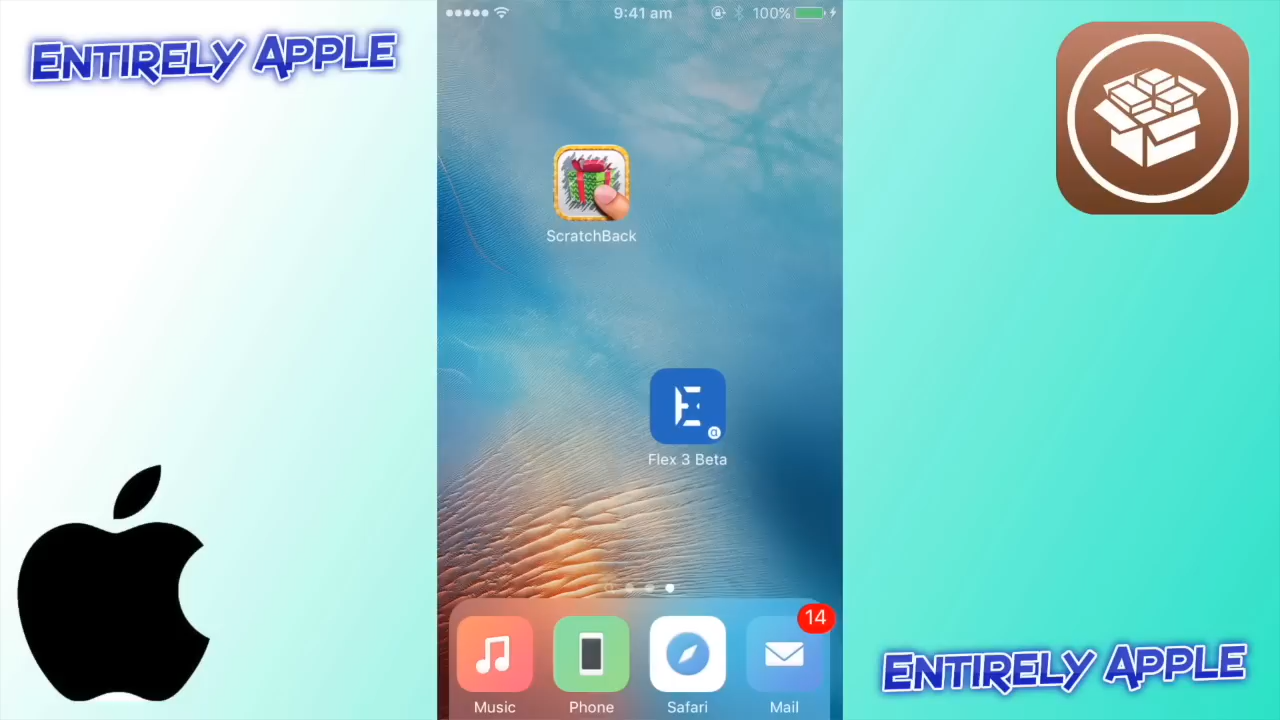 ENTIRELY APPLE
9:41 am
100%
ScratchBack
Flex 3 Beta
14
Music
Phone
Safari
Mail
ENTIRELY APPLE